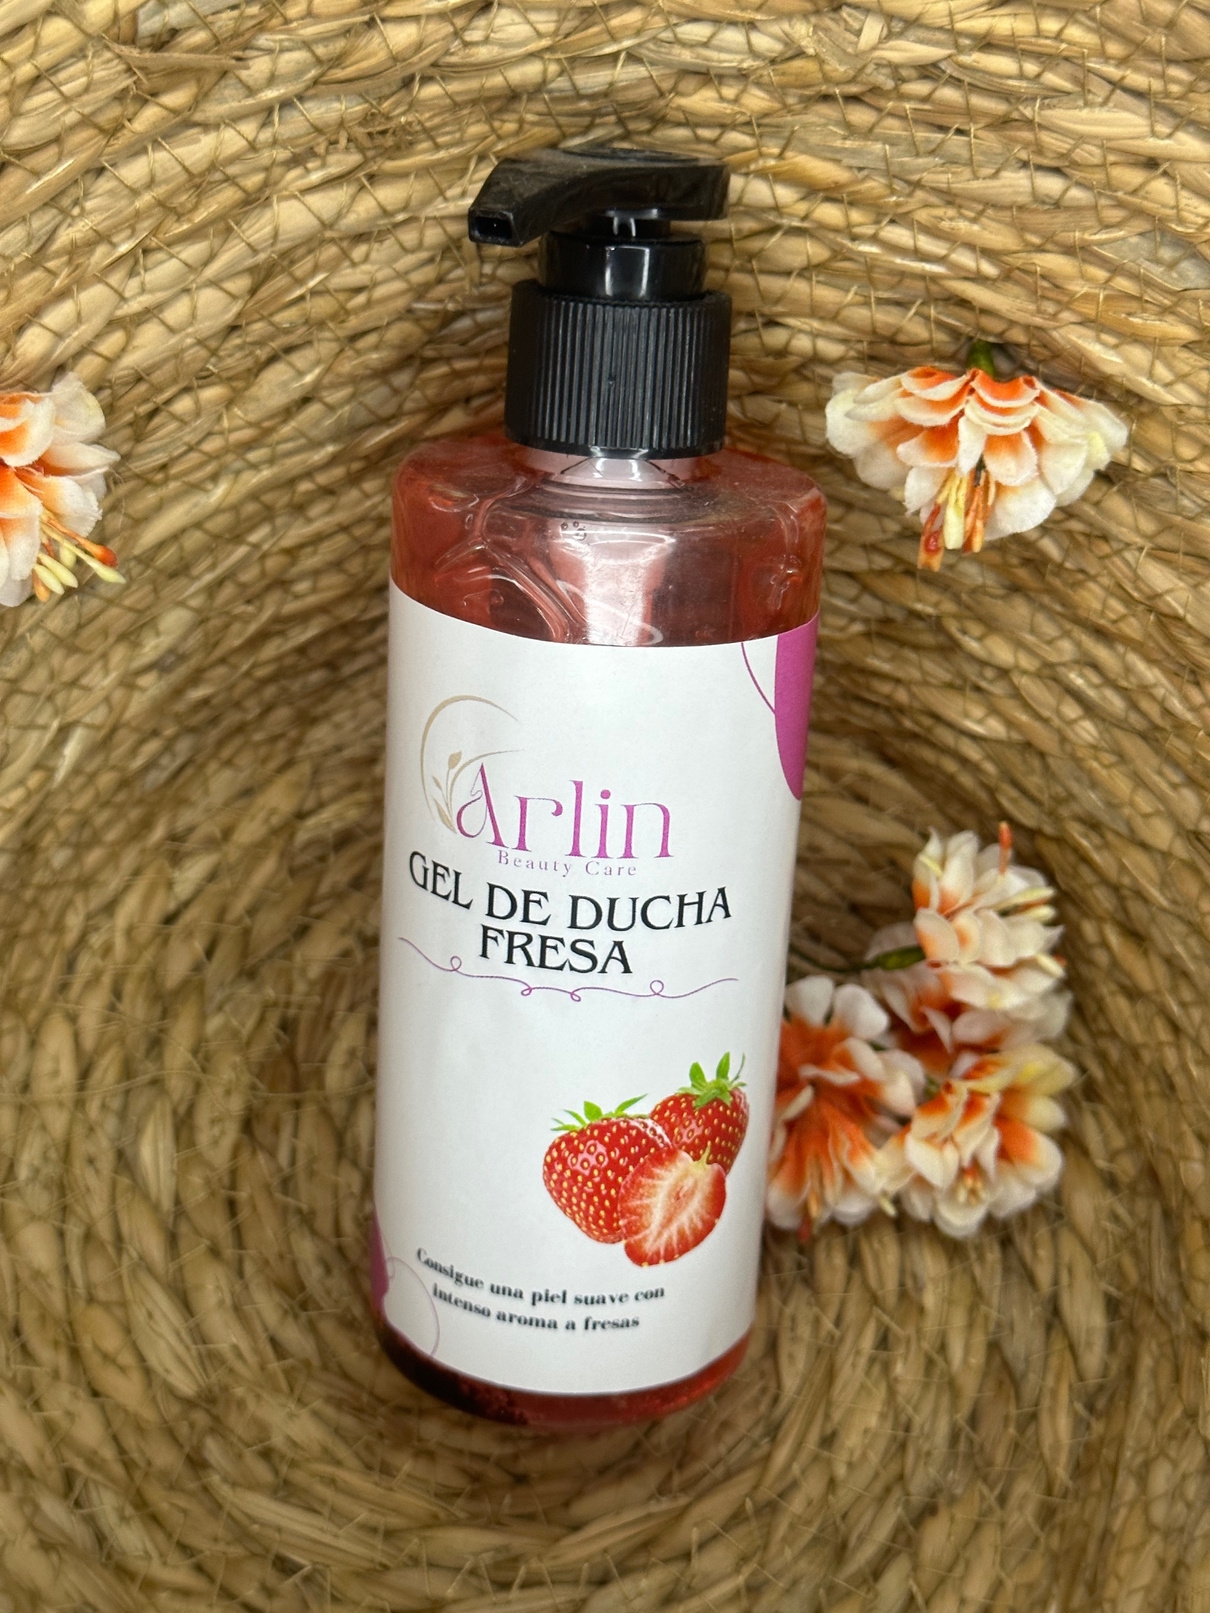 Arlin
Beauty Care
GEL DE DUCHA
FRESA
Consigue una piel suave con
intenso aroma a fresas